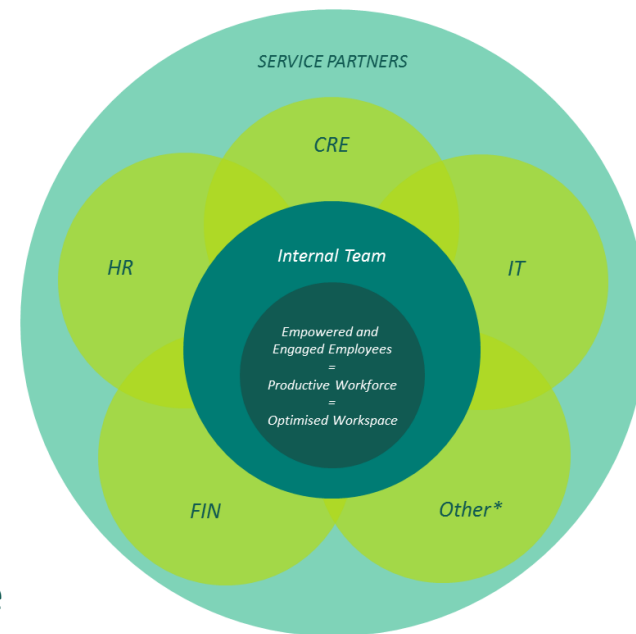 SERVICE PARTNERS
CRE
HR
IT
Internal Team
Empowered and
Engaged Employees
=
Productive Workforce
=
Optimised Workspace
FIN
Other*
e